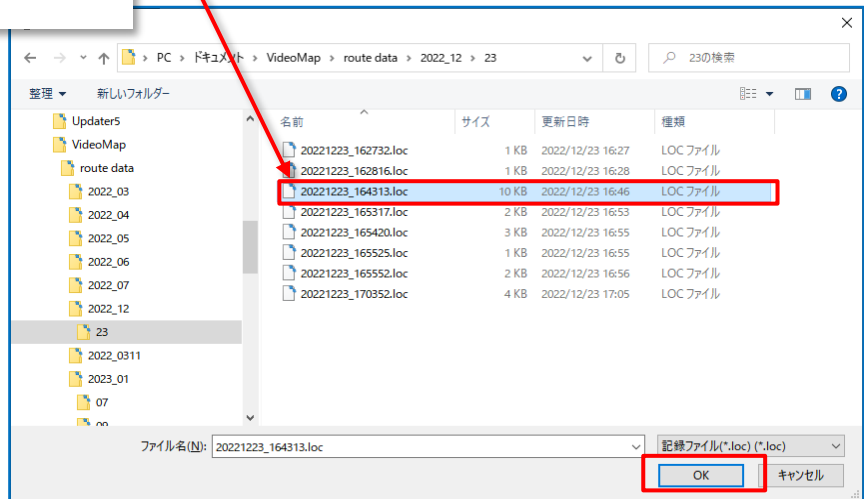 PC › ドキュメント › VideoMap › route data › 2022_12 › 23
23の検索
整理 新しいフォルダー
Updater5
VideoMap
route data
2022_03
2022_04
2022_05
2022_06
2022_07
2022_12
23
2022_0311
2023_01
07
09
名前 サイズ 更新日時 種類
20221223_162732.loc 1 KB 2022/12/23 16:27 LOC ファイル
20221223_162816.loc 1 KB 2022/12/23 16:28 LOC ファイル
20221223_164313.loc 10 KB 2022/12/23 16:46 LOC ファイル
20221223_165317.loc 2 KB 2022/12/23 16:53 LOC ファイル
20221223_165420.loc 3 KB 2022/12/23 16:55 LOC ファイル
20221223_165525.loc 1 KB 2022/12/23 16:55 LOC ファイル
20221223_165552.loc 2 KB 2022/12/23 16:56 LOC ファイル
20221223_170352.loc 4 KB 2022/12/23 17:05 LOC ファイル
ファイル名(N): 20221223_164313.loc 記録ファイル(*.loc) (*.loc)
OK キャンセル